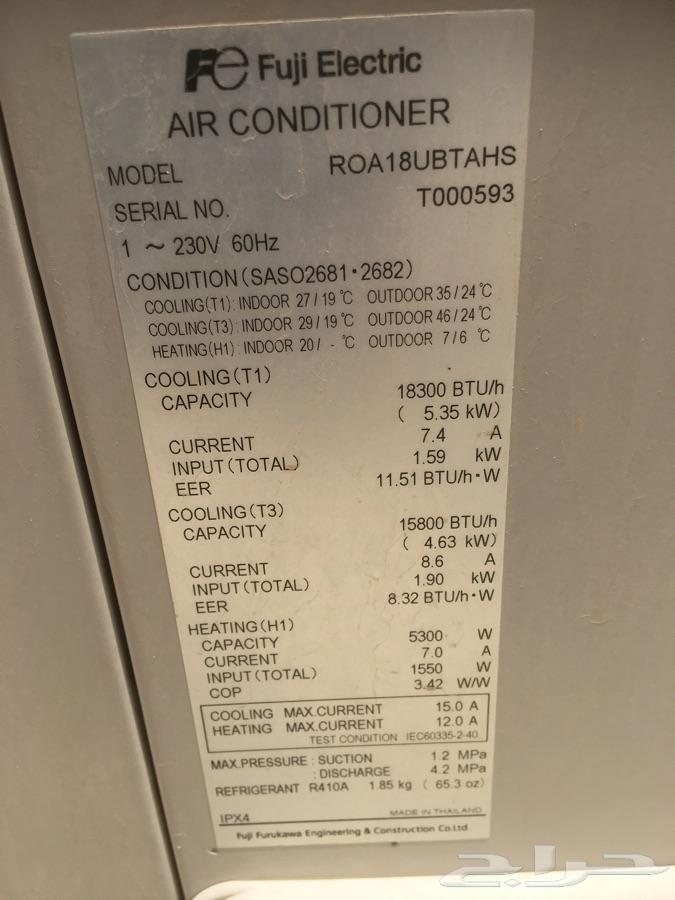 Fe Fuji Electric
AIR CONDITIONER
MODEL ROA18UBTAHS
SERIAL NO. T000593
1 ~ 230V 60Hz
CONDITION(SASO2681・2682)
COOLING(T1): INDOOR 27/19 ℃ OUTDOOR 35/24 ℃
COOLING(T3): INDOOR 29/19 ℃ OUTDOOR 46/24 ℃
HEATING(H1): INDOOR 20/ - ℃ OUTDOOR 7/6 ℃
COOLING(T1)
CAPACITY 18300 BTU/h
( 5.35 kW)
CURRENT 7.4 A
INPUT(TOTAL) 1.59 kW
EER 11.51 BTU/h・W
COOLING(T3)
CAPACITY 15800 BTU/h
( 4.63 kW)
CURRENT 8.6 A
INPUT(TOTAL) 1.90 kW
EER 8.32 BTU/h・W
HEATING(H1)
CAPACITY 5300 W
CURRENT 7.0 A
INPUT(TOTAL) 1550 W
COP 3.42 W/W
COOLING MAX.CURRENT 15.0 A
HEATING MAX.CURRENT 12.0 A
TEST CONDITION IEC60335-2-40.
MAX.PRESSURE : SUCTION 1.2 MPa
: DISCHARGE 4.2 MPa
REFRIGERANT R410A 1.85 kg ( 65.3 oz)
IPX4 MADE IN THAILAND
Fuji Furukawa Engineering & Construction Co.Ltd.
حراج